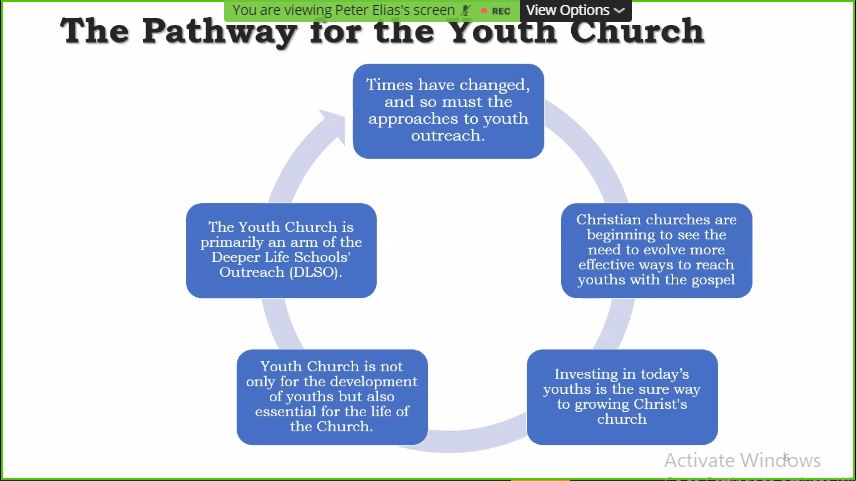 You are viewing Peter Elias's screen
REC
View Options
The Pathway for the Youth Church
Times have changed,
and so must the
approaches to youth
outreach.
Christian churches are
beginning to see the
need to evolve more
effective ways to reach
youths with the gospel
Investing in today's
youths is the sure way
to growing Christ's
church
Youth Church is not
only for the development
of youths but also
essential for the life of
the Church.
The Youth Church is
primarily an arm of the
Deeper Life Schools'
Outreach (DLSO).
6
Activate Windows